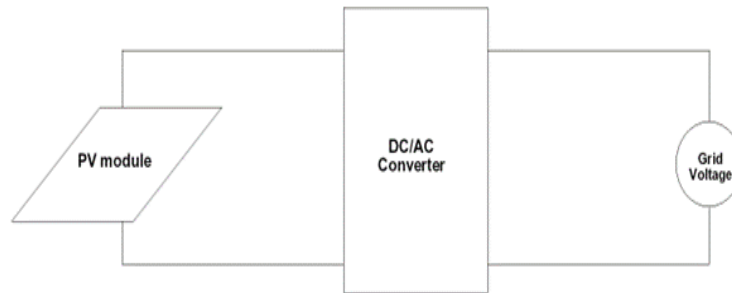 PV module
DC/AC
Converter
Grid
Voltage